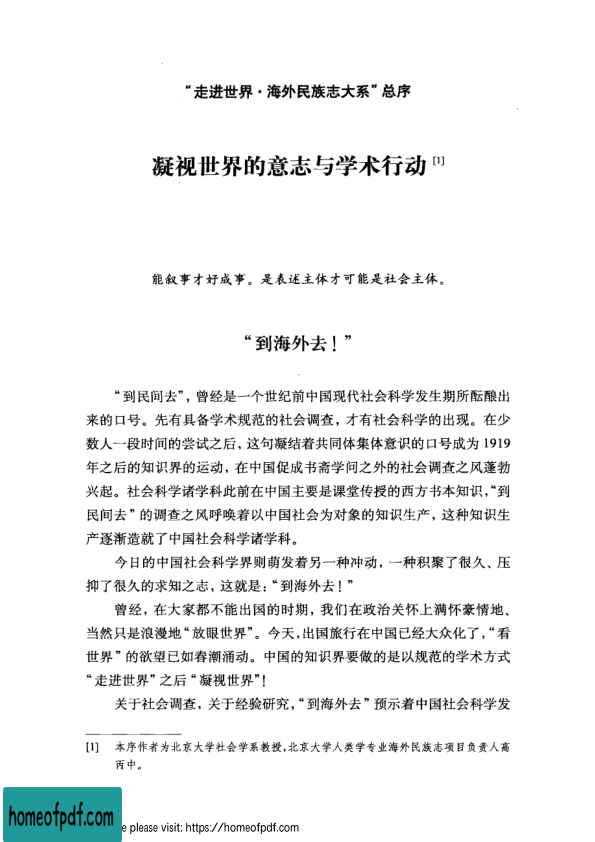 “走进世界·海外民族志大系”总序
凝视世界的意志与学术行动 [1]
能叙事才好成事。是表述主体才可能是社会主体。
“到海外去！”
“到民间去”，曾经是一个世纪前中国现代社会科学发生期所酝酿出
来的口号。先有具备学术规范的社会调查，才有社会科学的出现。在少
数人一段时间的尝试之后，这句凝结着共同体集体意识的口号成为 1919
年之后的知识界的运动，在中国促成书斋学问之外的社会调查之风蓬勃
兴起。社会科学诸学科此前在中国主要是课堂传授的西方书本知识，“到
民间去”的调查之风呼唤着以中国社会为对象的知识生产，这种知识生
产逐渐造就了中国社会科学诸学科。
今日的中国社会科学界则萌发着另一种冲动，一种积聚了很久、压
抑了很久的求知之志，这就是：“到海外去！”
曾经，在大家都不能出国的时期，我们在政治关怀上满怀豪情地、
当然只是浪漫地“放眼世界”。今天，出国旅行在中国已经大众化了，“看
世界”的欲望已如春潮涌动。中国的知识界要做的是以规范的学术方式
“走进世界”之后“凝视世界”！
关于社会调查，关于经验研究，“到海外去”预示着中国社会科学发
[1] 本序作者为北京大学社会学系教授，北京大学人类学专业海外民族志项目负责人高
丙中。
homeofpdf.com
e please visit: https://homeofpdf.com